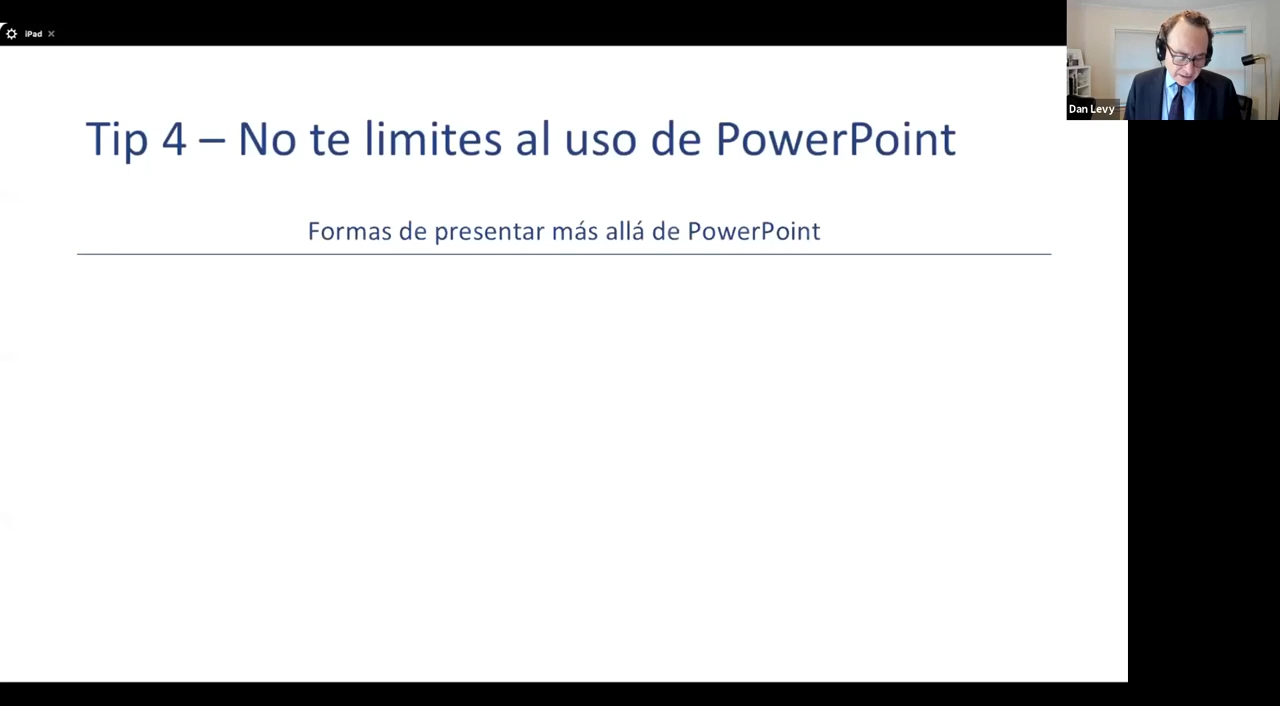 iPad ×
Dan Levy
Tip 4 – No te limites al uso de PowerPoint
Formas de presentar más allá de PowerPoint